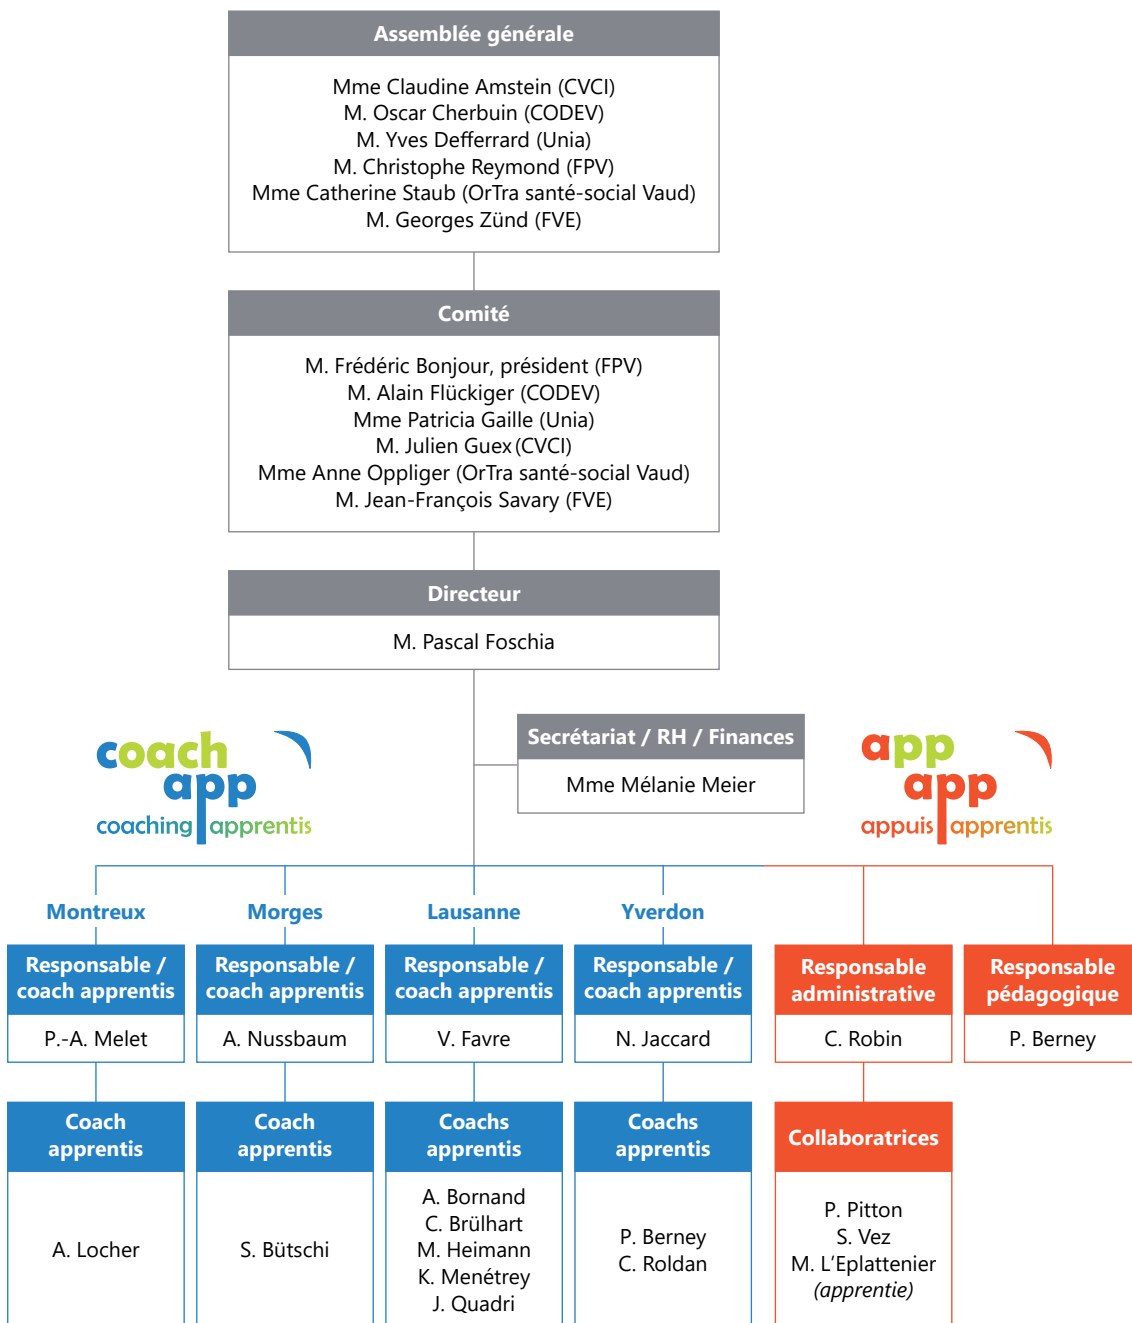 Assemblée générale
Mme Claudine Amstein (CVCI)
M. Oscar Cherbuin (CODEV)
M. Yves Defferrard (Unia)
M. Christophe Reymond (FPV)
Mme Catherine Staub (OrTra santé-social Vaud)
M. Georges Zünd (FVE)
Comité
M. Frédéric Bonjour, président (FPV)
M. Alain Flückiger (CODEV)
Mme Patricia Gaille (Unia)
M. Julien Guex (CVCI)
Mme Anne Oppliger (OrTra santé-social Vaud)
M. Jean-François Savary (FVE)
Directeur
M. Pascal Foschia
Secrétariat / RH / Finances
Mme Mélanie Meier
coach
app
coaching apprentis
app
app
appuis apprentis
Montreux
Responsable /
coach apprentis
P.-A. Melet
Coach
apprentis
A. Locher
Morges
Responsable /
coach apprentis
A. Nussbaum
Coach
apprentis
S. Bütschi
Lausanne
Responsable /
coach apprentis
V. Favre
Coachs
apprentis
A. Bornand
C. Brülhart
M. Heimann
K. Menétrey
J. Quadri
Yverdon
Responsable /
coach apprentis
N. Jaccard
Coachs
apprentis
P. Berney
C. Roldan
Responsable
administrative
C. Robin
Collaboratrices
P. Pitton
S. Vez
M. L'Eplattenier
(apprentie)
Responsable
pédagogique
P. Berney